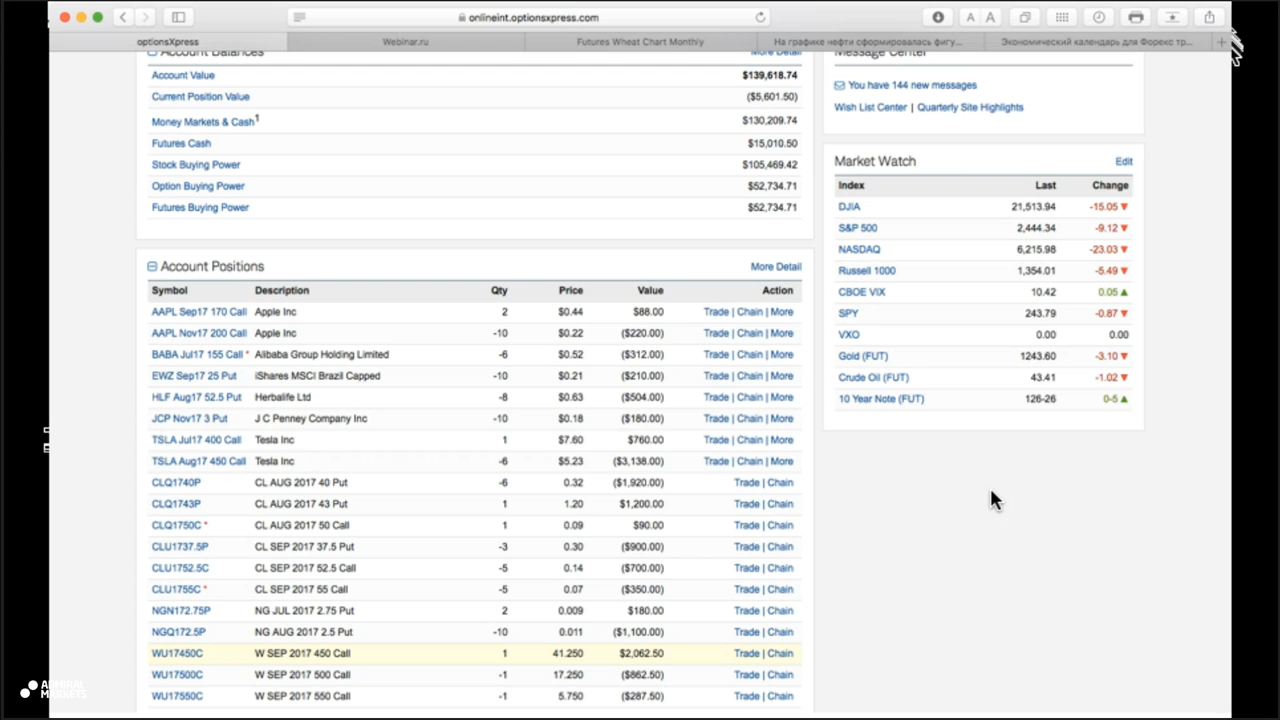 onlineint.optionsxpress.com
A A
optionsXpress Webinar.ru Futures Wheat Chart Monthly На графике нефти сформировалась фигу... Экономический календарь для Форекс тр... +
Account Balances More Detail
Account Value $139,618.74
Current Position Value ($5,601.50)
Money Markets & Cash1 $130,209.74
Futures Cash $15,010.50
Stock Buying Power $105,469.42
Option Buying Power $52,734.71
Futures Buying Power $52,734.71
Account Positions More Detail
Symbol Description Qty Price Value Action
AAPL Sep17 170 Call Apple Inc 2 $0.44 $88.00 Trade | Chain | More
AAPL Nov17 200 Call Apple Inc -10 $0.22 ($220.00) Trade | Chain | More
BABA Jul17 155 Call * Alibaba Group Holding Limited -6 $0.52 ($312.00) Trade | Chain | More
EWZ Sep17 25 Put iShares MSCI Brazil Capped -10 $0.21 ($210.00) Trade | Chain | More
HLF Aug17 52.5 Put Herbalife Ltd -8 $0.63 ($504.00) Trade | Chain | More
JCP Nov17 3 Put J C Penney Company Inc -10 $0.18 ($180.00) Trade | Chain | More
TSLA Jul17 400 Call Tesla Inc 1 $7.60 $760.00 Trade | Chain | More
TSLA Aug17 450 Call Tesla Inc -6 $5.23 ($3,138.00) Trade | Chain | More
CLQ1740P CL AUG 2017 40 Put -6 0.32 ($1,920.00) Trade | Chain
CLQ1743P CL AUG 2017 43 Put 1 1.20 $1,200.00 Trade | Chain
CLQ1750C * CL AUG 2017 50 Call 1 0.09 $90.00 Trade | Chain
CLU1737.5P CL SEP 2017 37.5 Put -3 0.30 ($900.00) Trade | Chain
CLU1752.5C CL SEP 2017 52.5 Call -5 0.14 ($700.00) Trade | Chain
CLU1755C * CL SEP 2017 55 Call -5 0.07 ($350.00) Trade | Chain
NGN172.75P NG JUL 2017 2.75 Put 2 0.009 $180.00 Trade | Chain
NGQ172.5P NG AUG 2017 2.5 Put -10 0.011 ($1,100.00) Trade | Chain
WU17450C W SEP 2017 450 Call 1 41.250 $2,062.50 Trade | Chain
WU17500C W SEP 2017 500 Call -1 17.250 ($862.50) Trade | Chain
WU17550C W SEP 2017 550 Call -1 5.750 ($287.50) Trade | Chain
Message Center
You have 144 new messages
Wish List Center | Quarterly Site Highlights
Market Watch Edit
Index Last Change
DJIA 21,513.94 -15.05
S&P 500 2,444.34 -9.12
NASDAQ 6,215.98 -23.03
Russell 1000 1,354.01 -5.49
CBOE VIX 10.42 0.05
SPY 243.79 -0.87
VXO 0.00 0.00
Gold (FUT) 1243.60 -3.10
Crude Oil (FUT) 43.41 -1.02
10 Year Note (FUT) 126-26 0-5
ADMIRAL
MARKETS